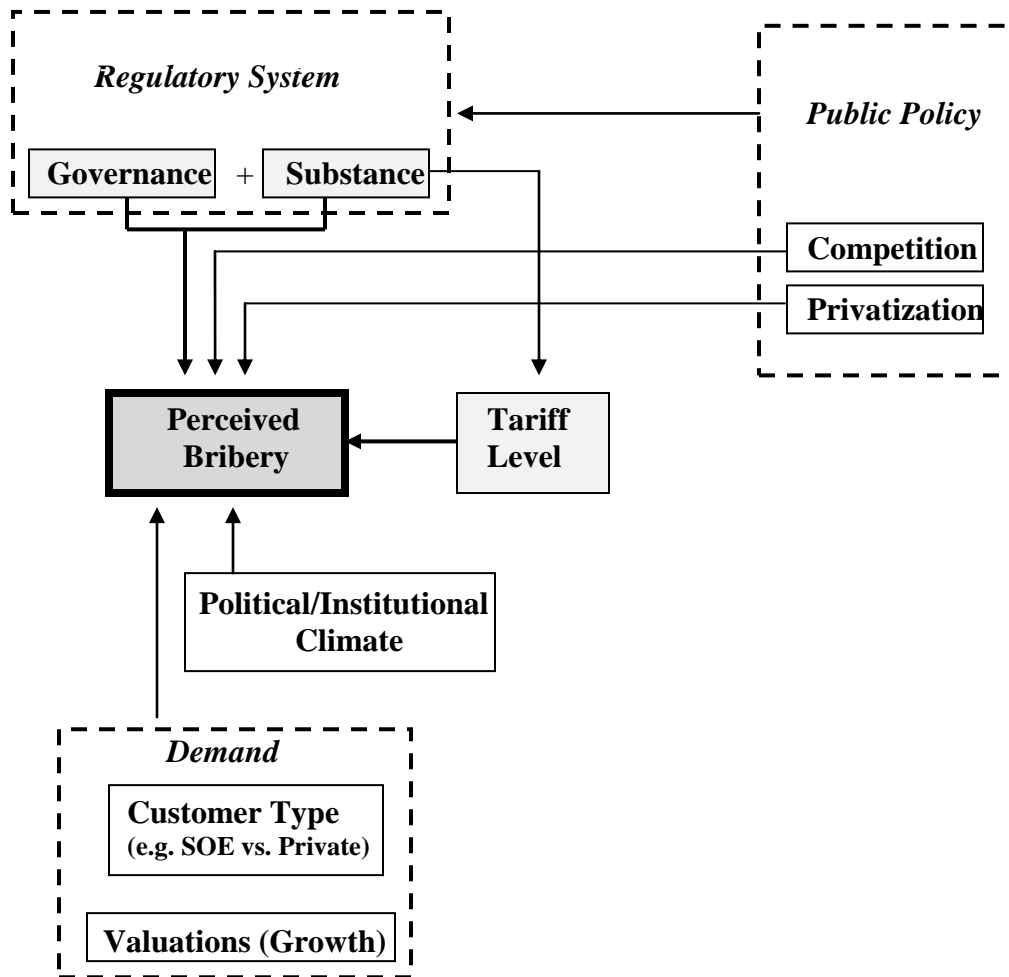 Regulatory System
Public Policy
Governance + Substance
Competition
Privatization
Perceived
Bribery
Tariff
Level
Political/Institutional
Climate
Demand
Customer Type
(e.g. SOE vs. Private)
Valuations (Growth)